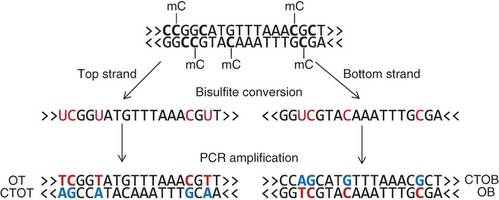 mC mC
>>CCGGCATGTTTAAACGCT>>
<<GGCCGTACAAATTTGCGA<<
mC mC mC
Top strand Bottom strand
Bisulfite conversion
>>UCGGUATGTTTAAACGUT>> <<GGUCGTACAAATTTGCGA<<
PCR amplification
OT >>TCGGTATGTTTAAACGTT>> >>CCAGCATGTTTAAACGCT>> CTOB
CTOT <<AGCCATACAAATTTGCAA<< <<GGTCGTACAAATTTGCGA<< OB